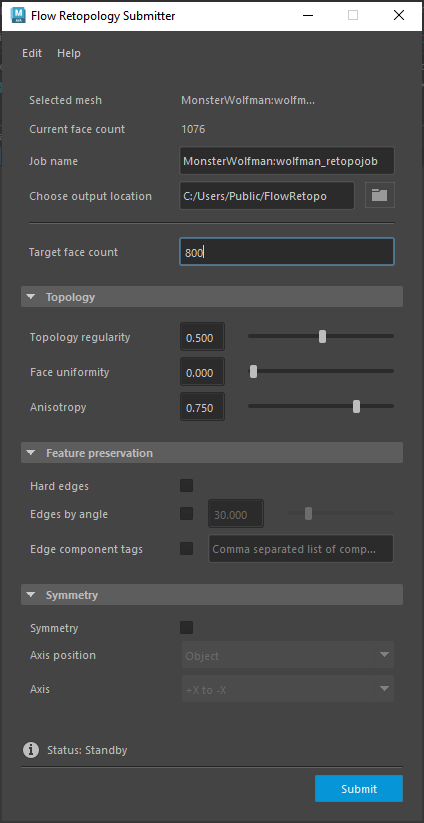 Flow Retopology Submitter
Edit Help
Selected mesh MonsterWolfman:wolfm...
Current face count 1076
Job name MonsterWolfman:wolfman_retopojob
Choose output location C:/Users/Public/FlowRetopo
Target face count 800
Topology
Topology regularity 0.500
Face uniformity 0.000
Anisotropy 0.750
Feature preservation
Hard edges
Edges by angle 30.000
Edge component tags Comma separated list of comp...
Symmetry
Symmetry
Axis position Object
Axis +X to -X
Status: Standby
Submit